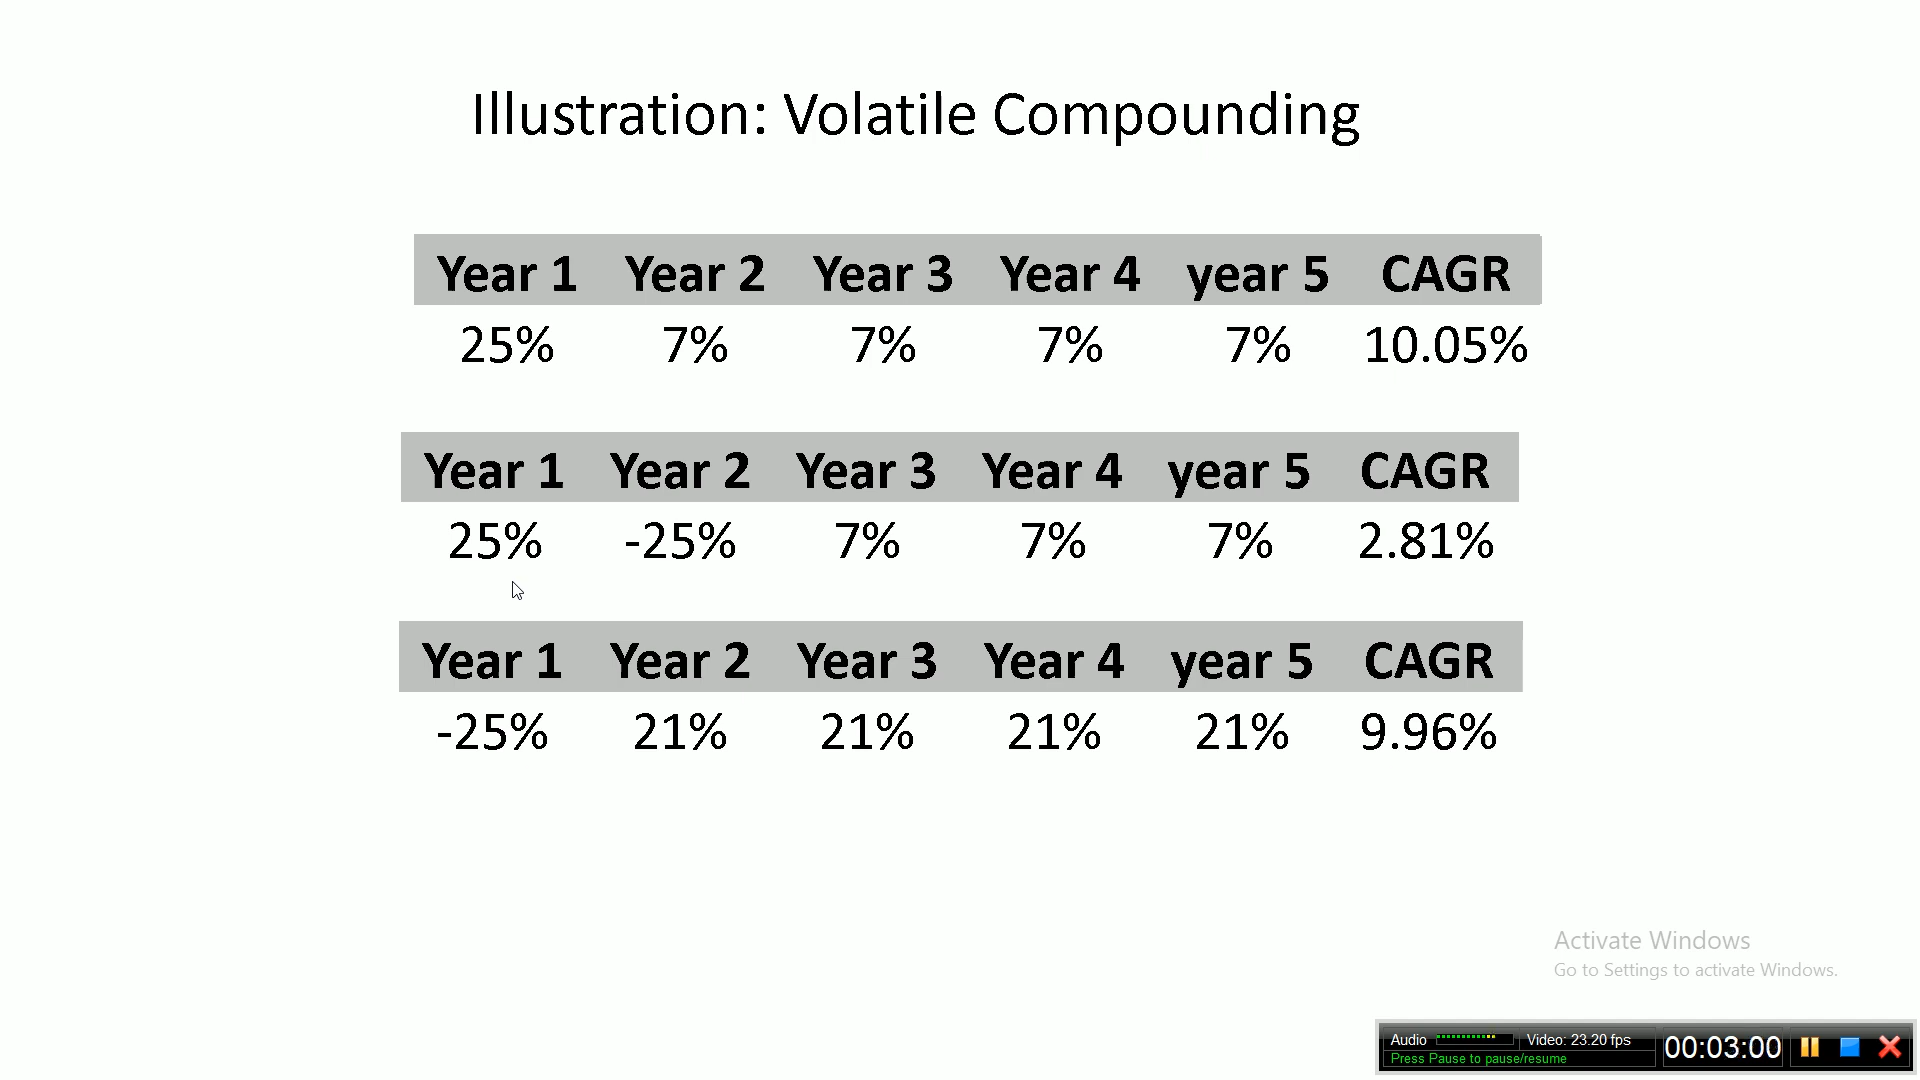 Illustration: Volatile Compounding
Year 1 Year 2 Year 3 Year 4 year 5 CAGR
25% 7% 7% 7% 7% 10.05%
Year 1 Year 2 Year 3 Year 4 year 5 CAGR
25% -25% 7% 7% 7% 2.81%
Year 1 Year 2 Year 3 Year 4 year 5 CAGR
-25% 21% 21% 21% 21% 9.96%
Activate Windows
Go to Settings to activate Windows.
Audio Video: 23.20 fps 00:03:00
Press Pause to pause/resume